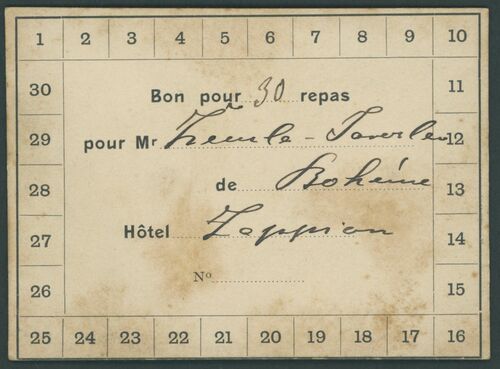 1 2 3 4 5 6 7 8 9 10
30 Bon pour 30 repas 11
29 pour Mr 12
28 de Bohéme 13
27 Hôtel Zappion 14
26 No 15
25 24 23 22 21 20 19 18 17 16